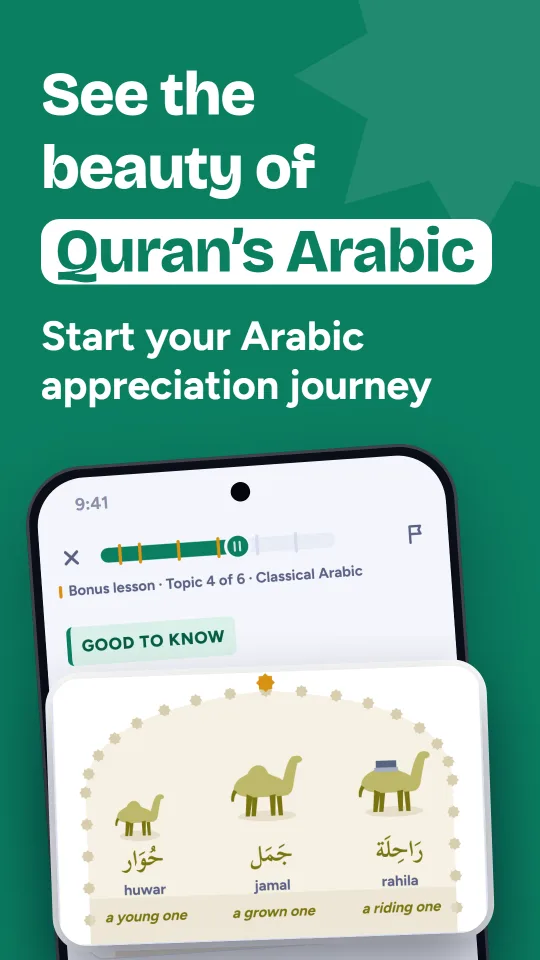 See the
beauty of
Quran's Arabic
Start your Arabic
appreciation journey
9:41
Bonus lesson · Topic 4 of 6 · Classical Arabic
GOOD TO KNOW
حُوَار
جَمَل
رَاحِلَة
huwar
jamal
rahila
a young one
a grown one
a riding one